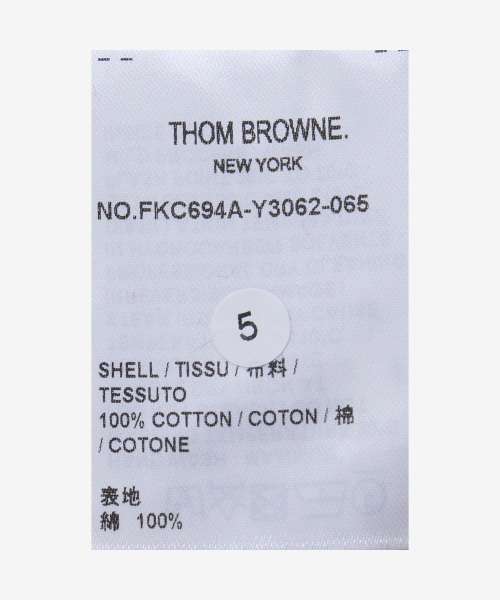 THOM BROWNE.
NEW YORK
NO.FKC694A-Y3062-065
5
SHELL / TISSU / 布料 /
TESSUTO
100% COTTON / COTON / 棉
/ COTONE
表地
綿 100%